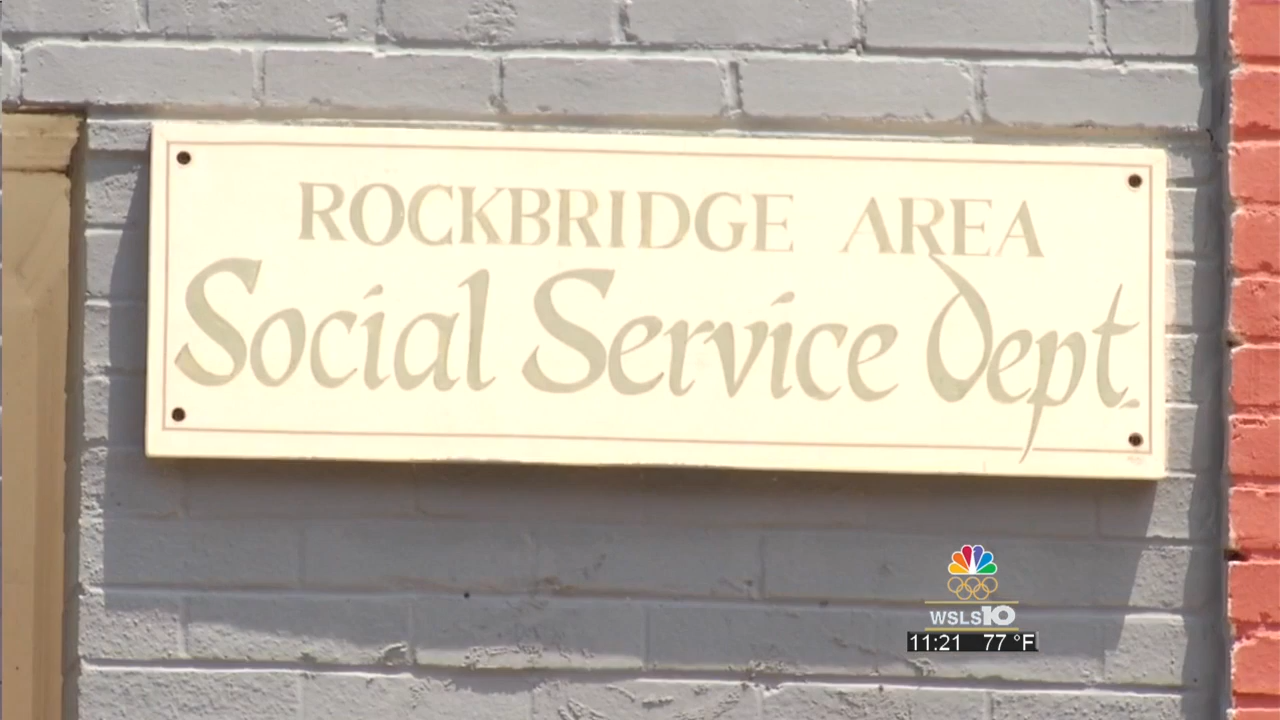 ROCKBRIDGE AREA
Social Service Dept.
WSLS10
11:21 77 °F